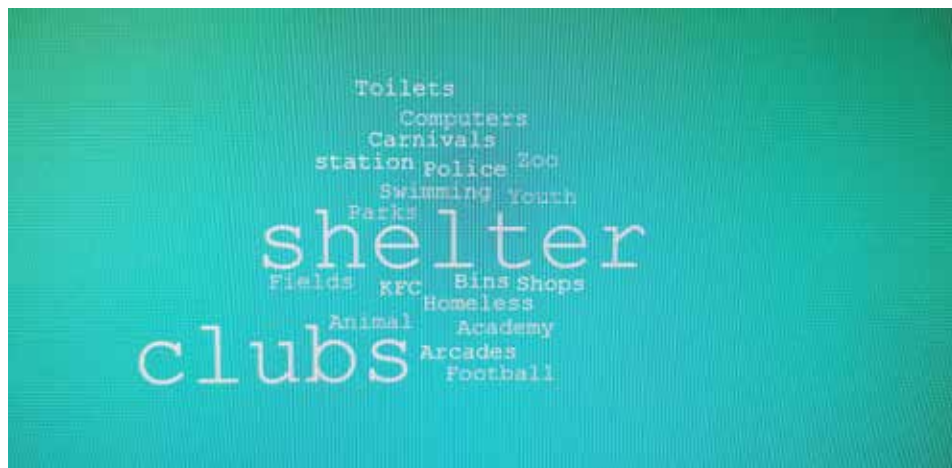 Toilets
Computers
Carnivals
station Police Zoo
Swimming Youth
Parks
shelter
Fields KFC Bins Shops
Homeless
Animal Academy
clubs Arcades
Football